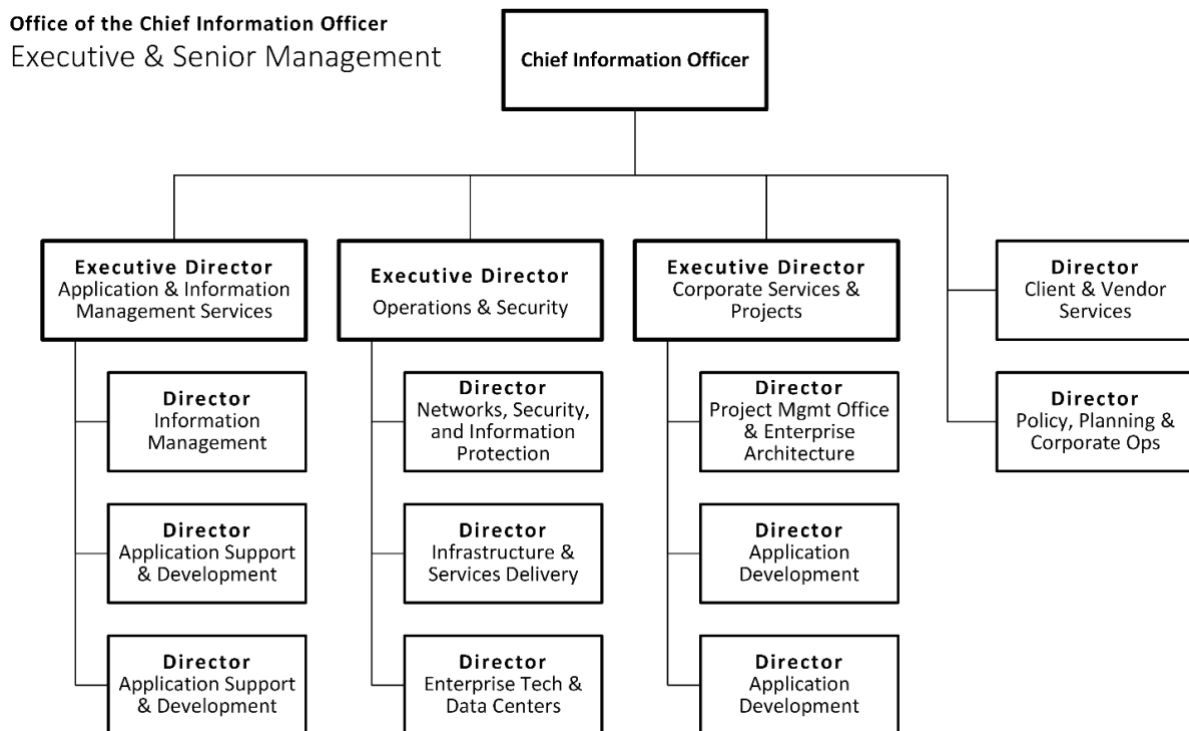 Office of the Chief Information Officer
Executive & Senior Management
Chief Information Officer
Executive Director
Application & Information
Management Services
Executive Director
Operations & Security
Executive Director
Corporate Services &
Projects
Director
Client & Vendor
Services
Director
Information
Management
Director
Networks, Security,
and Information
Protection
Director
Project Mgmt Office
& Enterprise
Architecture
Director
Policy, Planning &
Corporate Ops
Director
Application Support
& Development
Director
Infrastructure &
Services Delivery
Director
Application
Development
Director
Application Support
& Development
Director
Enterprise Tech &
Data Centers
Director
Application
Development